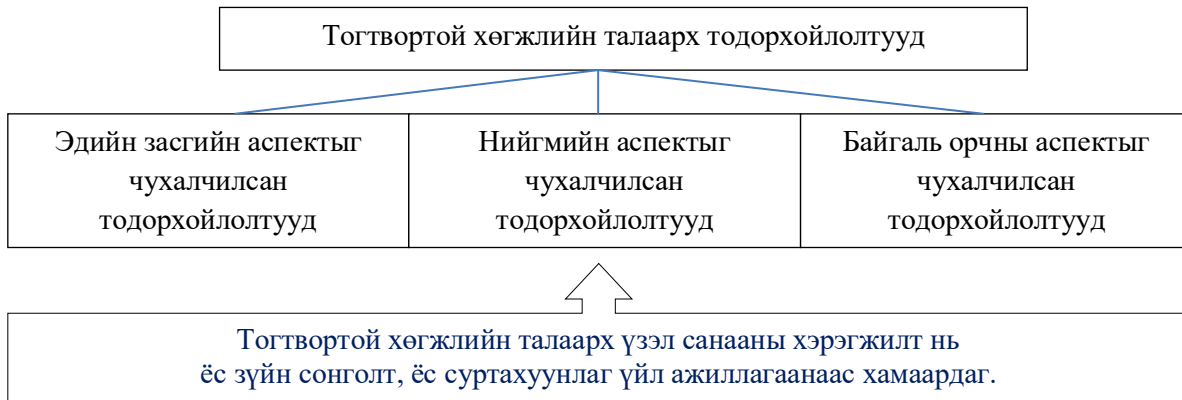 Тогтвортой хөгжлийн талаарх тодорхойлолтууд
Эдийн засгийн аспектыг
чухалчилсан
тодорхойлолтууд
Нийгмийн аспектыг
чухалчилсан
тодорхойлолтууд
Байгаль орчны аспектыг
чухалчилсан
тодорхойлолтууд
Тогтвортой хөгжлийн талаарх үзэл санааны хэрэгжилт нь
ёс зүйн сонголт, ёс суртахуунлаг үйл ажиллагаанаас хамаардаг.